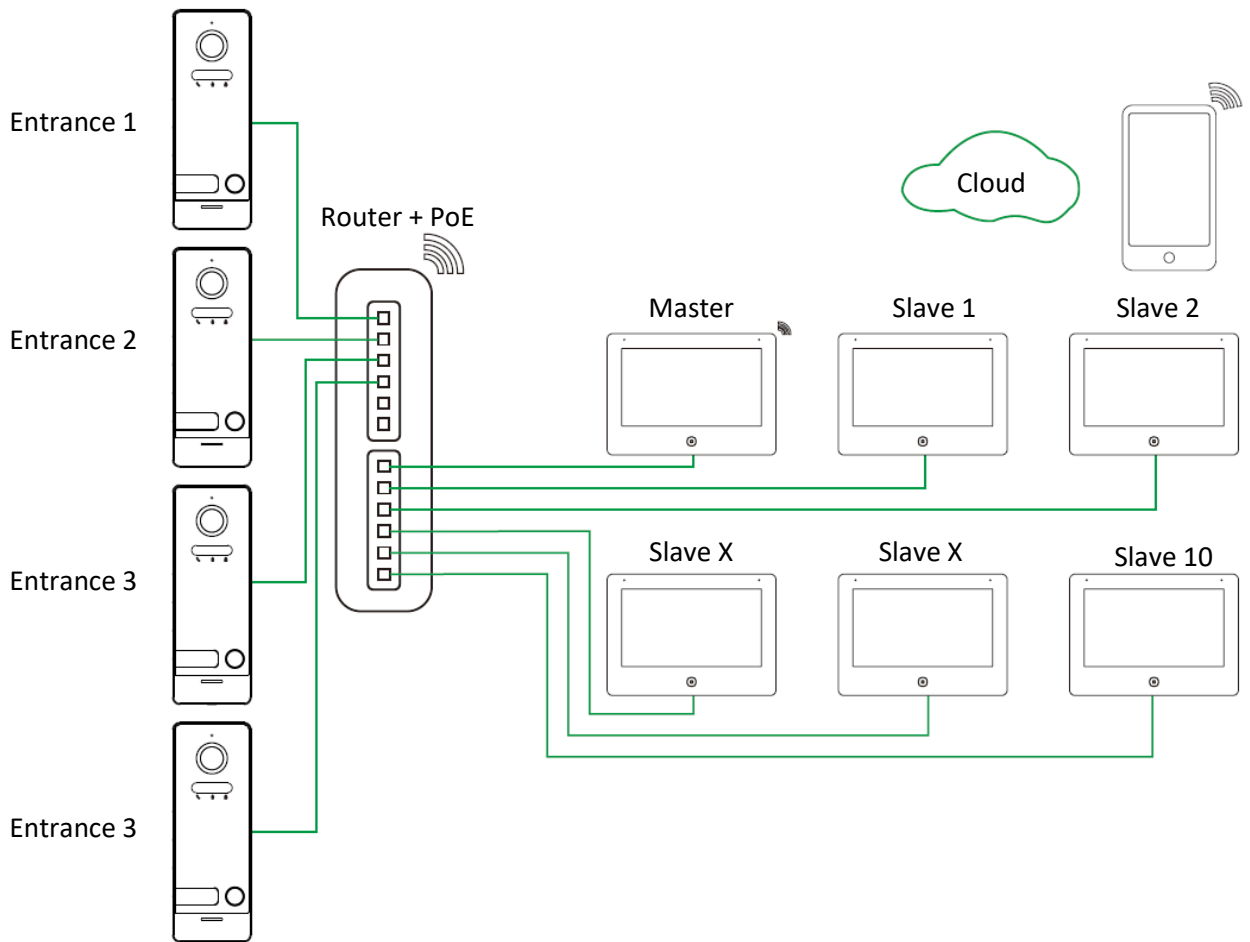 Entrance 1
Router + PoE
Cloud
Entrance 2
Master
Slave 1
Slave 2
Entrance 3
Slave X
Slave X
Slave 10
Entrance 3